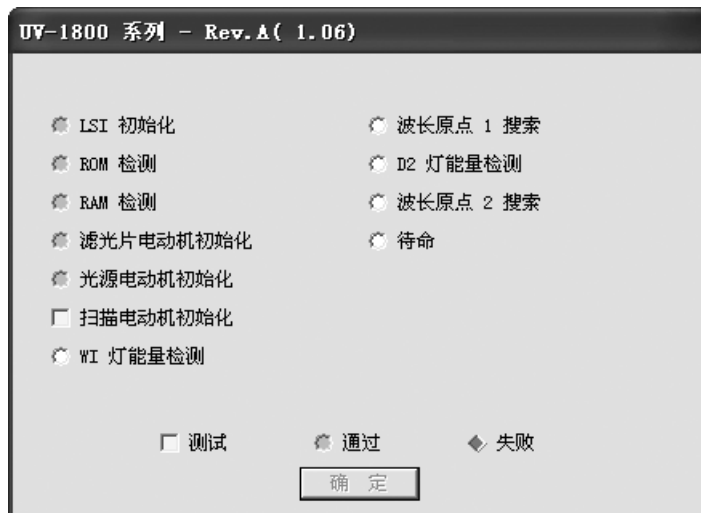 UV-1800 系列 - Rev.A( 1.06)
LSI 初始化
ROM 检测
RAM 检测
滤光片电动机初始化
光源电动机初始化
扫描电动机初始化
WI 灯能量检测
波长原点 1 搜索
D2 灯能量检测
波长原点 2 搜索
待命
测试
通过
失败
确 定